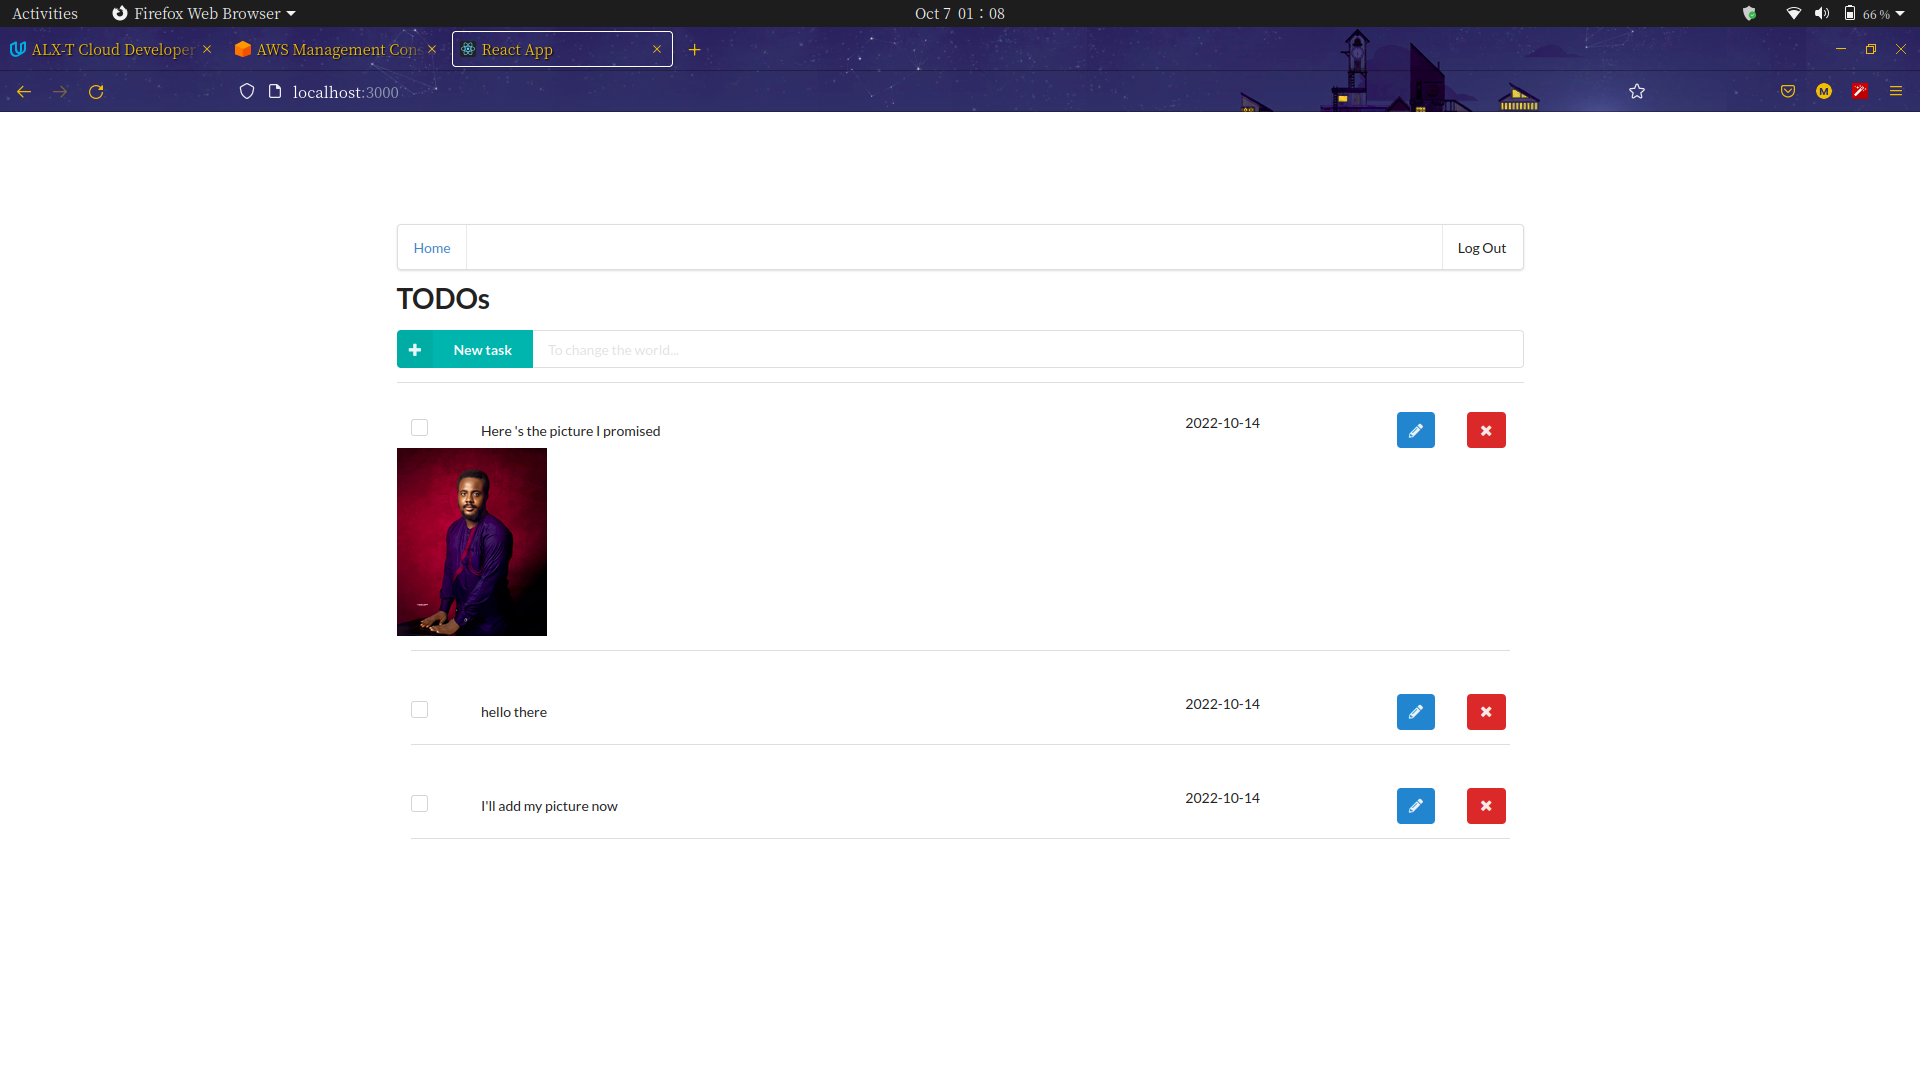 Activities Firefox Web Browser Oct 7 01 : 08 66 %
ALX-T Cloud Developer AWS Management Con React App
localhost:3000
Home Log Out
TODOs
New task To change the world...
Here 's the picture I promised 2022-10-14
hello there 2022-10-14
I'll add my picture now 2022-10-14